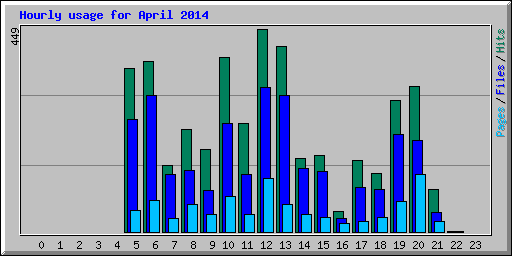 Hourly usage for April 2014
449
Pages / Files / Hits
0 1 2 3 4 5 6 7 8 9 10 11 12 13 14 15 16 17 18 19 20 21 22 23